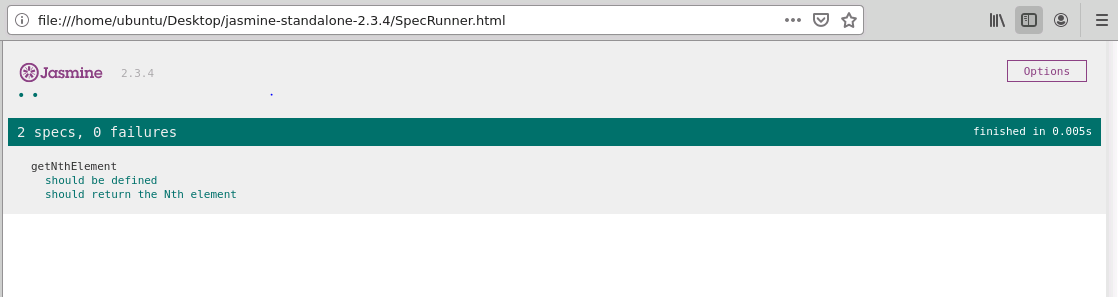 file:///home/ubuntu/Desktop/jasmine-standalone-2.3.4/SpecRunner.html
Jasmine 2.3.4
Options
2 specs, 0 failures finished in 0.005s
getNthElement
should be defined
should return the Nth element